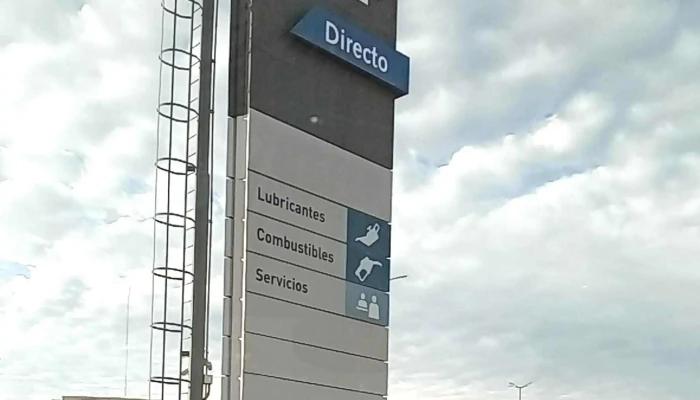 Directo
Lubricantes
Combustibles
Servicios